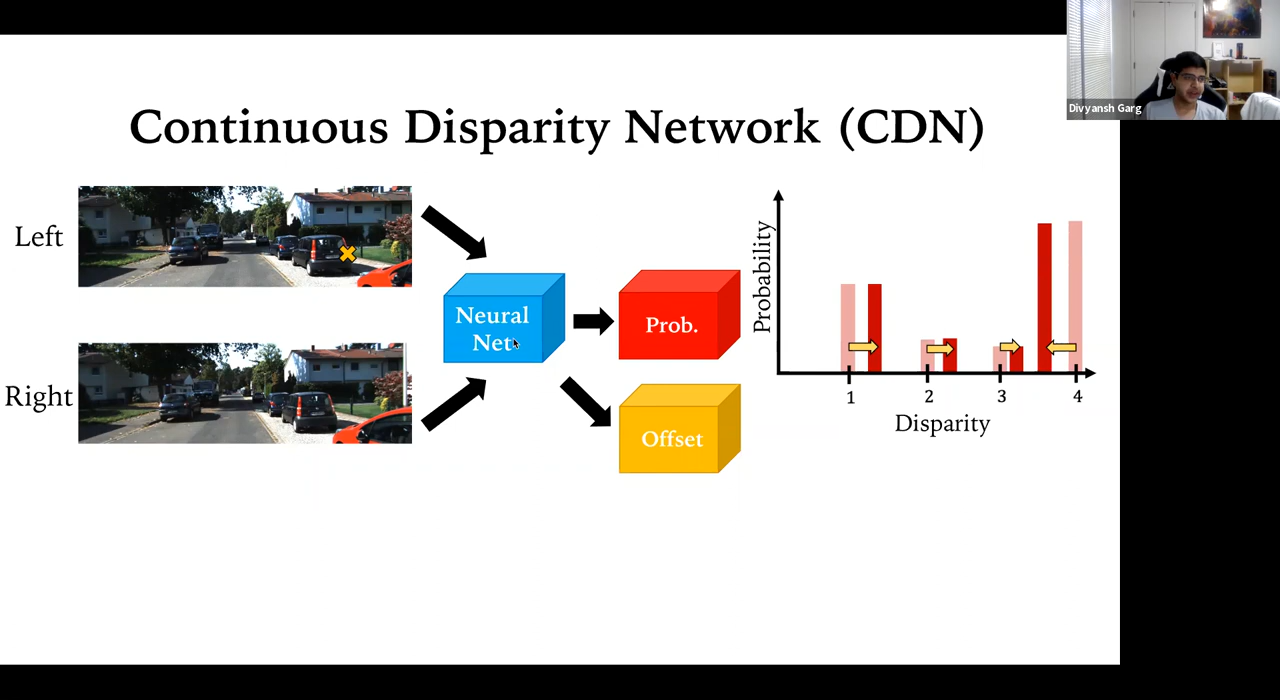 Divyansh Garg
Continuous Disparity Network (CDN)
Left
Right
Neural
Net
Prob.
Offset
Probability
1 2 3 4
Disparity